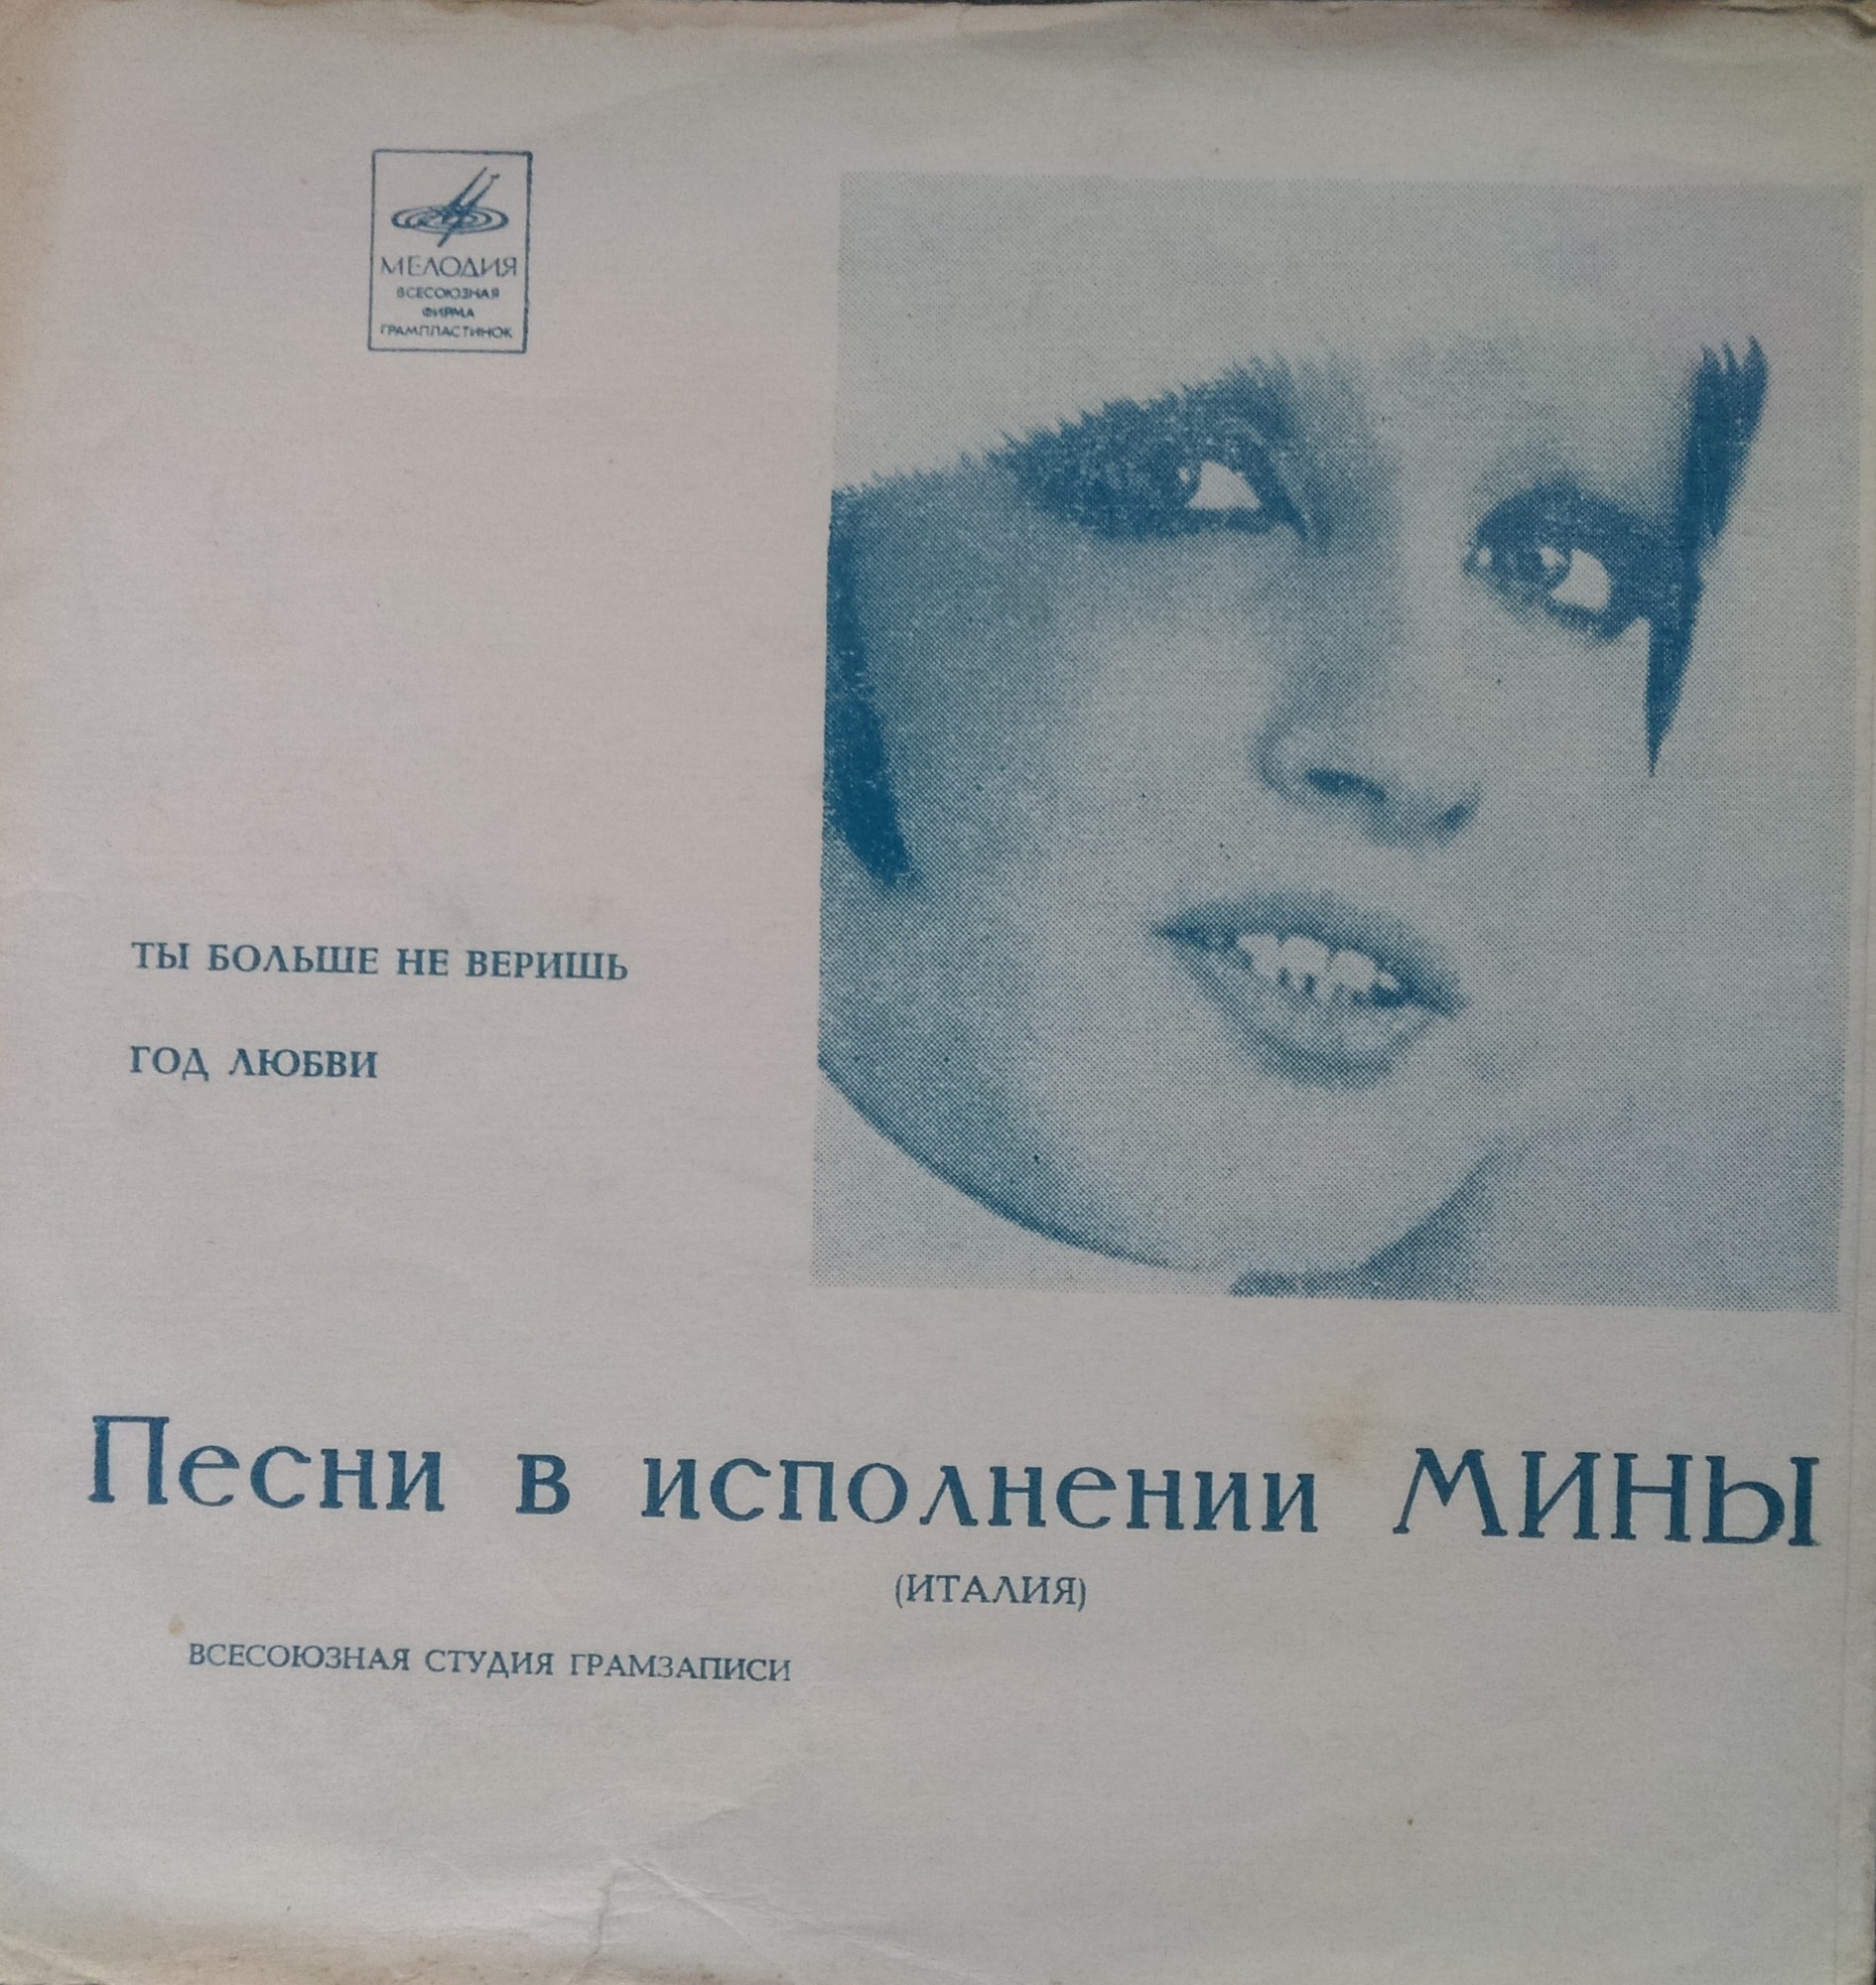 МЕЛОДИЯ
ВСЕСОЮЗНАЯ
ФИРМА
ГРАМПЛАСТИНОК
ТЫ БОЛЬШЕ НЕ ВЕРИШЬ
ГОД ЛЮБВИ
Песни в исполнении МИНЫ
(ИТАЛИЯ)
ВСЕСОЮЗНАЯ СТУДИЯ ГРАМЗАПИСИ